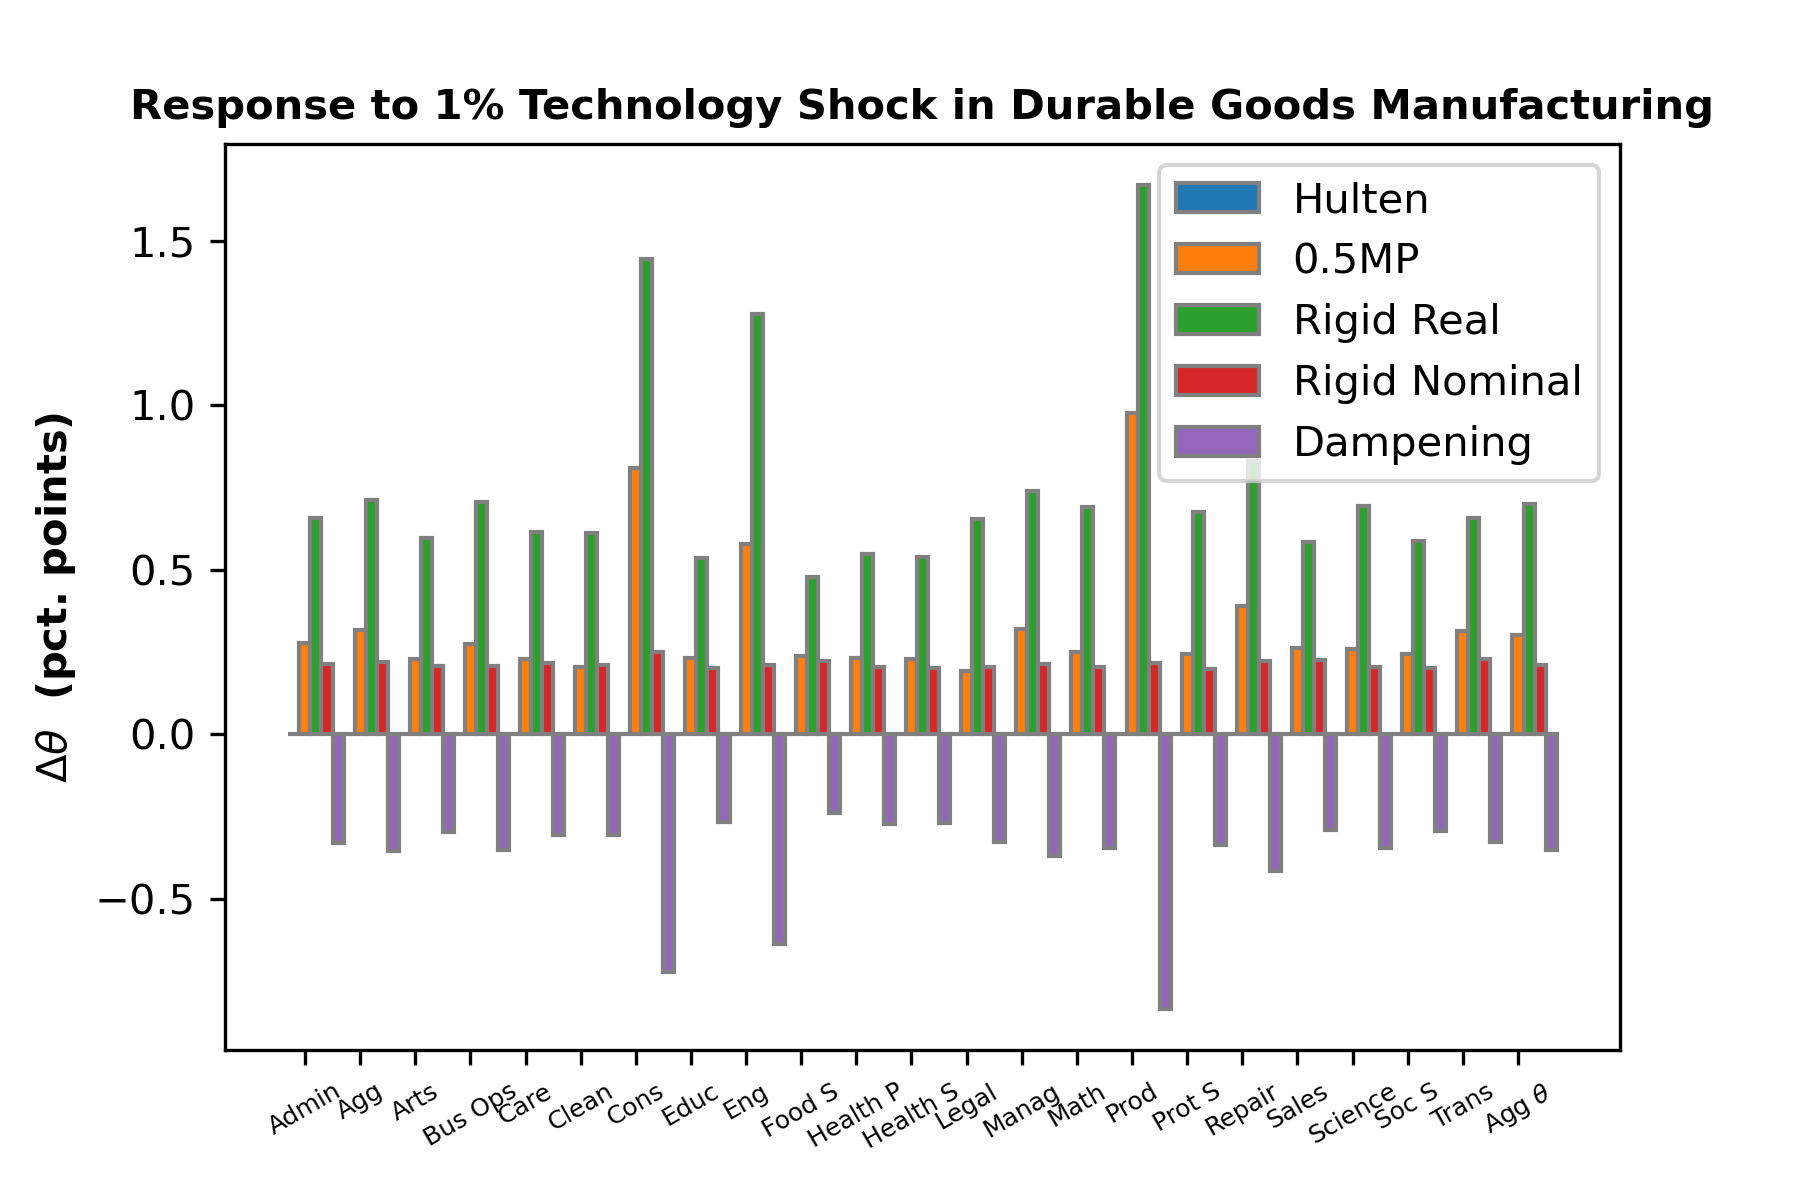 Response to 1% Technology Shock in Durable Goods Manufacturing
Δθ (pct. points)
1.5
1.0
0.5
0.0
−0.5
Hulten
0.5MP
Rigid Real
Rigid Nominal
Dampening
Admin
Agg
Arts
Bus Ops
Care
Clean
Cons
Educ
Eng
Food S
Health P
Health S
Legal
Manag
Math
Prod
Prot S
Repair
Sales
Science
Soc S
Trans
Agg θ